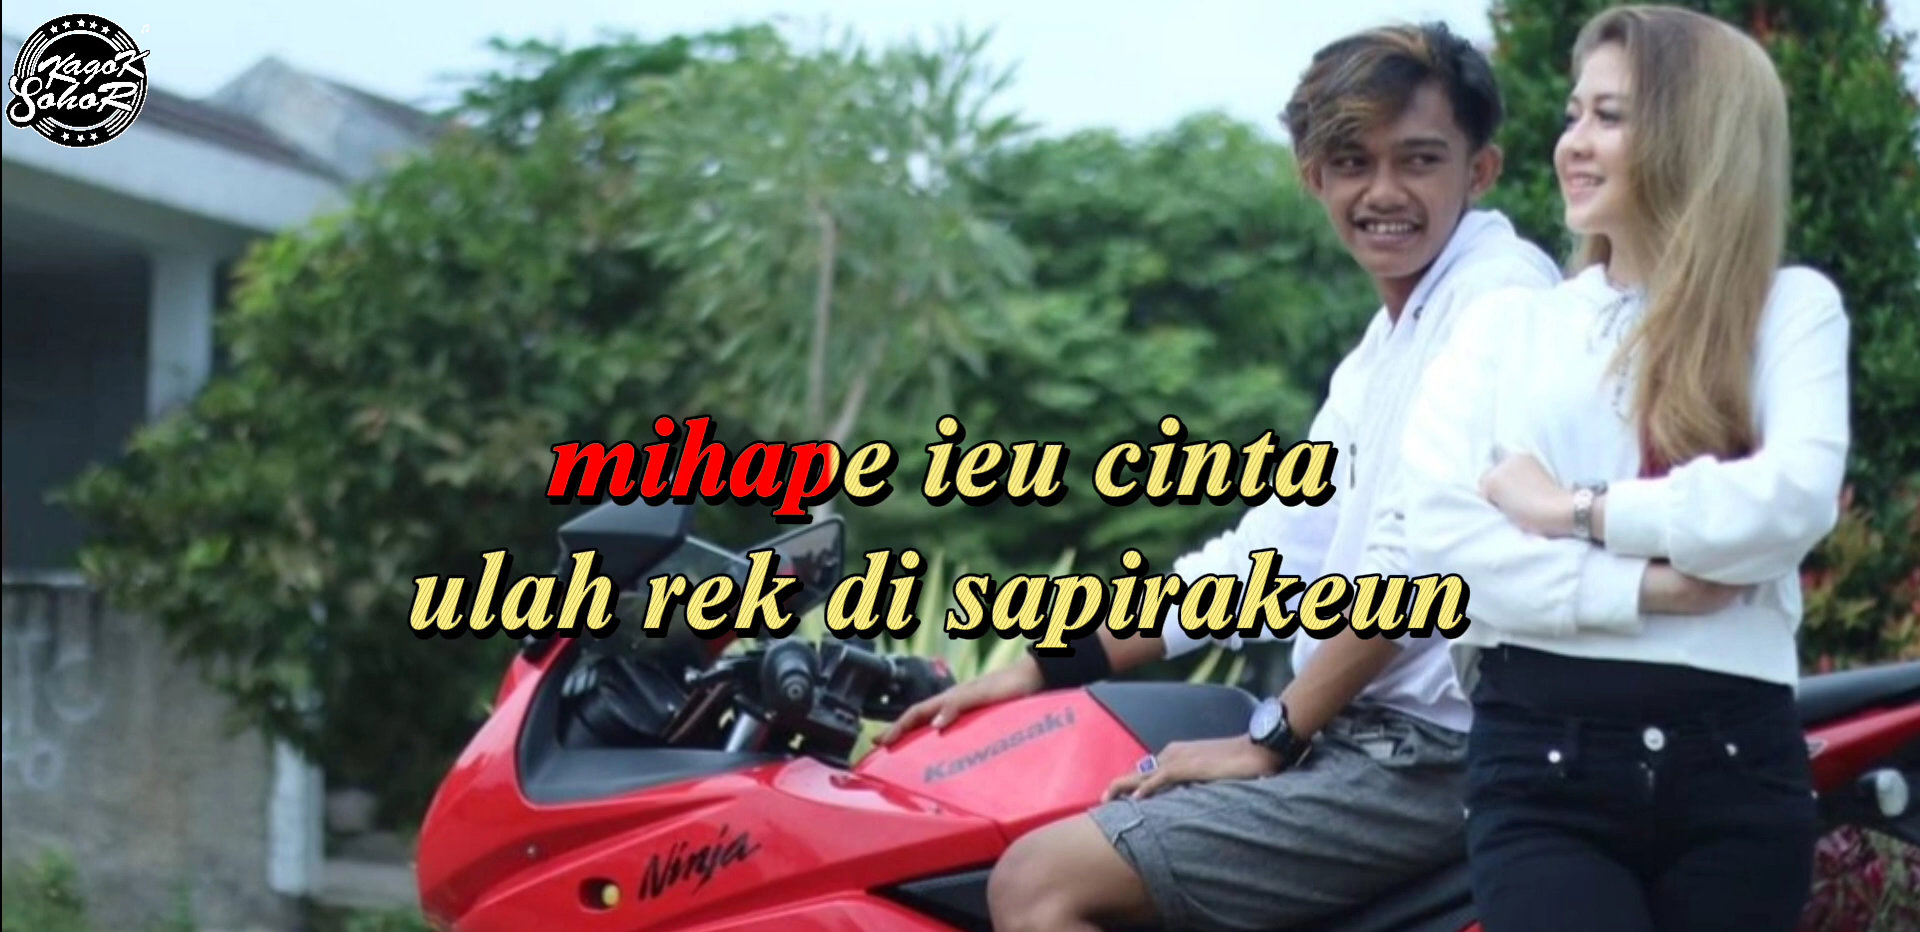 KagoK
SohoR
mihape ieu cinta
ulah rek di sapirakeun
Kawasaki
Ninja